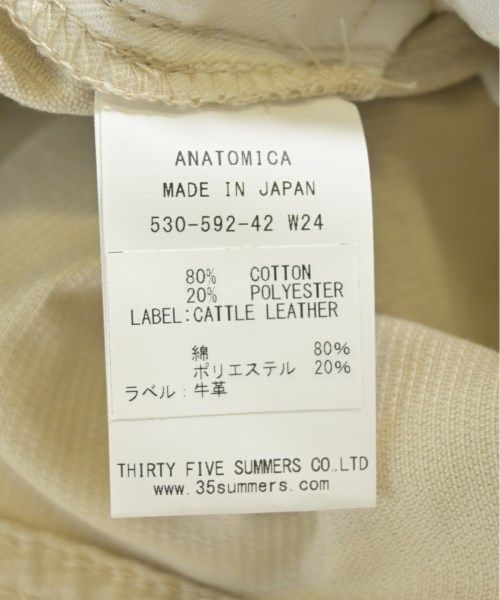 ANATOMICA
MADE IN JAPAN
530-592-42 W24
80% COTTON
20% POLYESTER
LABEL:CATTLE LEATHER
綿 80%
ポリエステル 20%
ラベル:牛革
THIRTY FIVE SUMMERS CO.,LTD
www.35summers.com